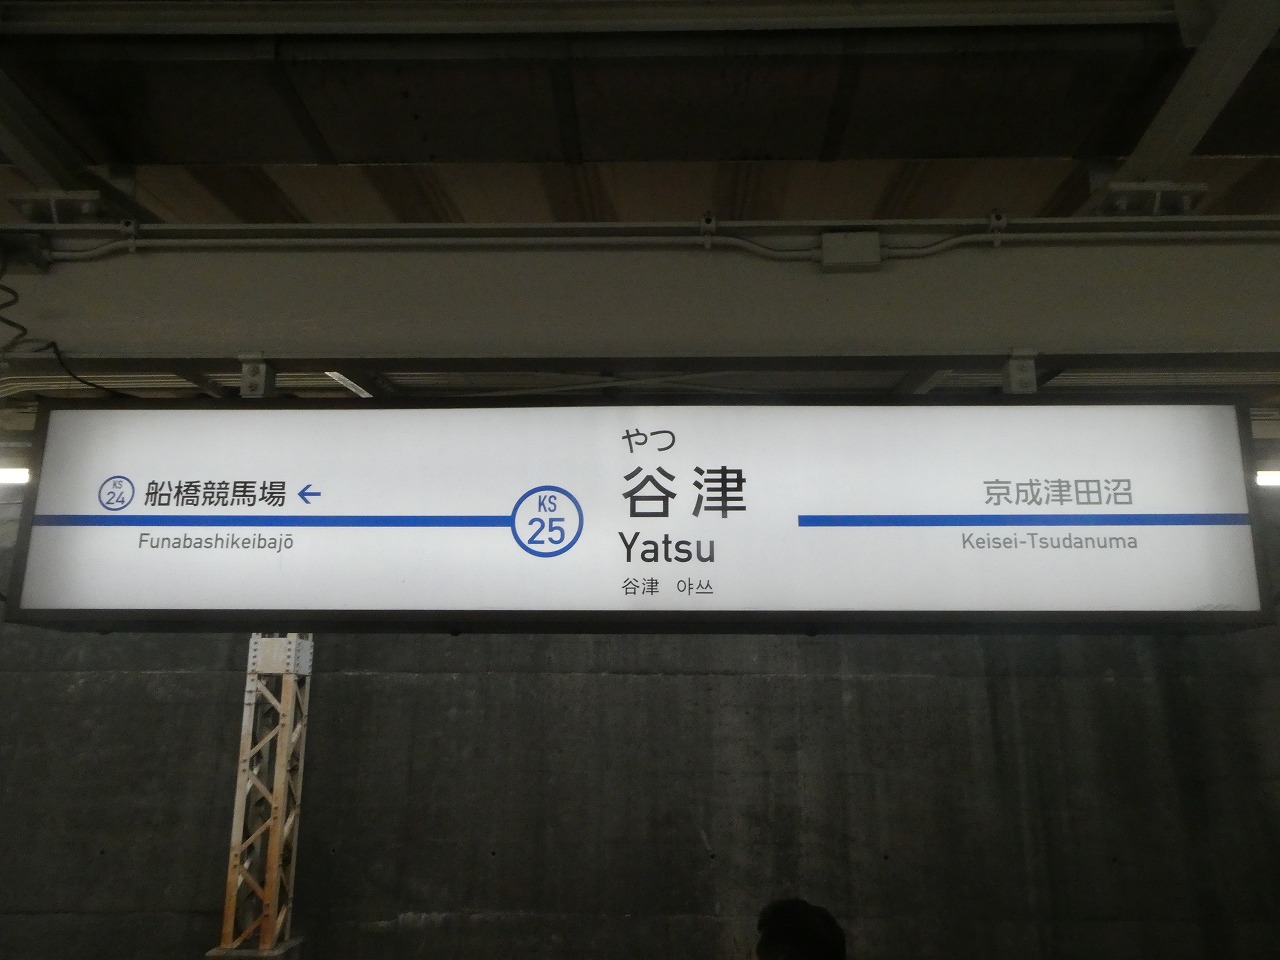 KS
24
船橋競馬場 ←
Funabashikeibajō
KS
25
やつ
谷津
Yatsu
谷津 야쓰
京成津田沼
Keisei-Tsudanuma